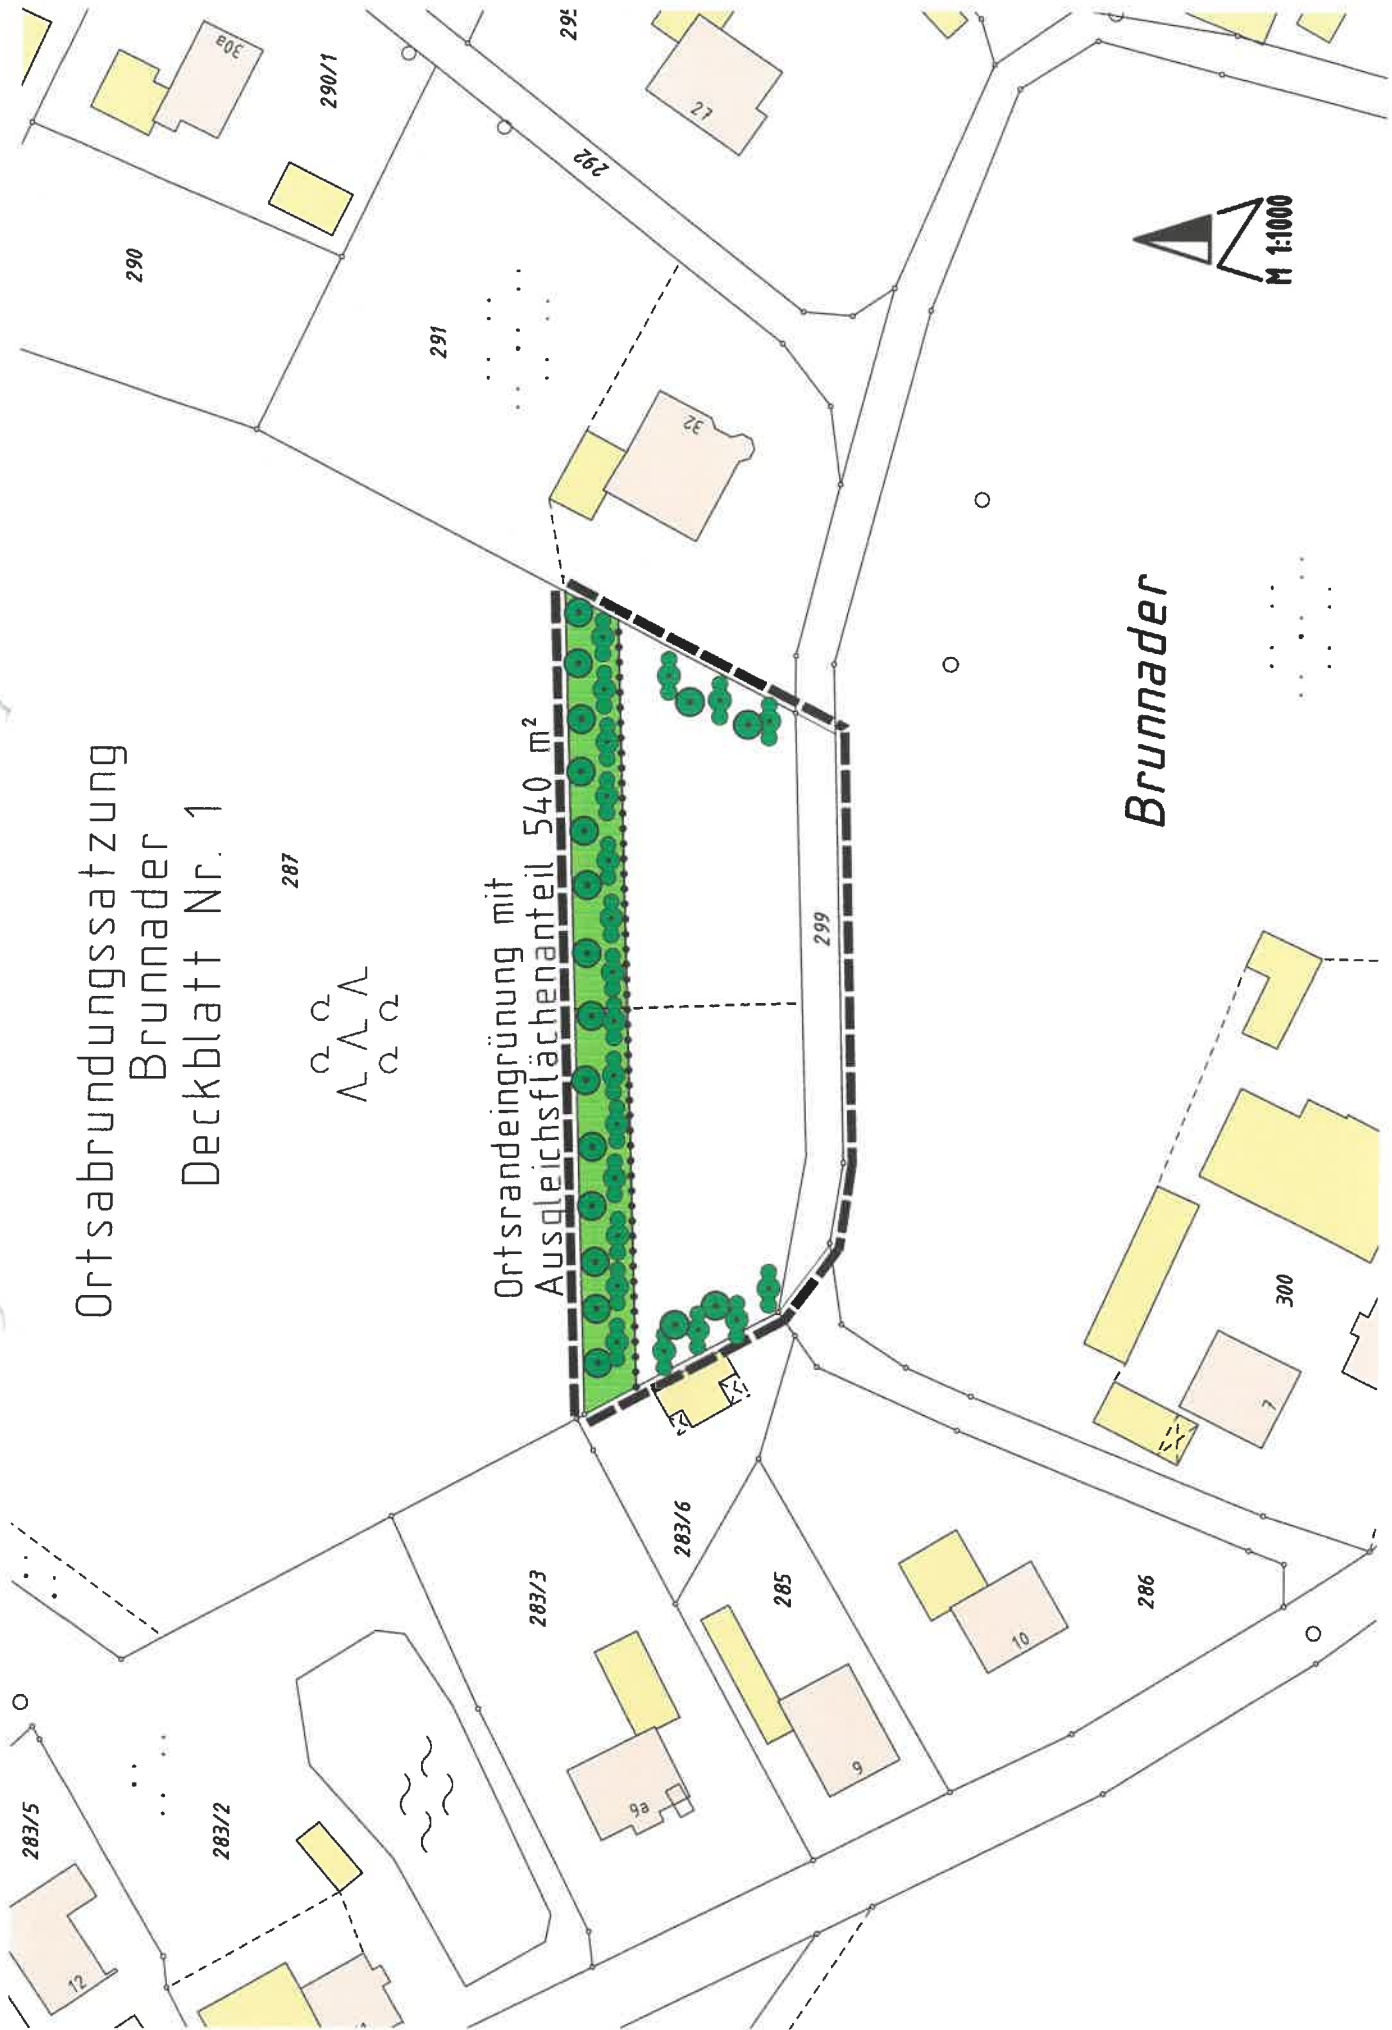 Ortsabrundungssatzung
Brunnader
Deckblatt Nr. 1
287
Ortsrandeingrünung mit
Ausgleichsflächenanteil 540 m²
299
Brunnader
M 1:1000
290
290/1
30a
291
292
27
32
283/5
283/2
283/3
283/6
285
286
300
12
9a
9
10
7